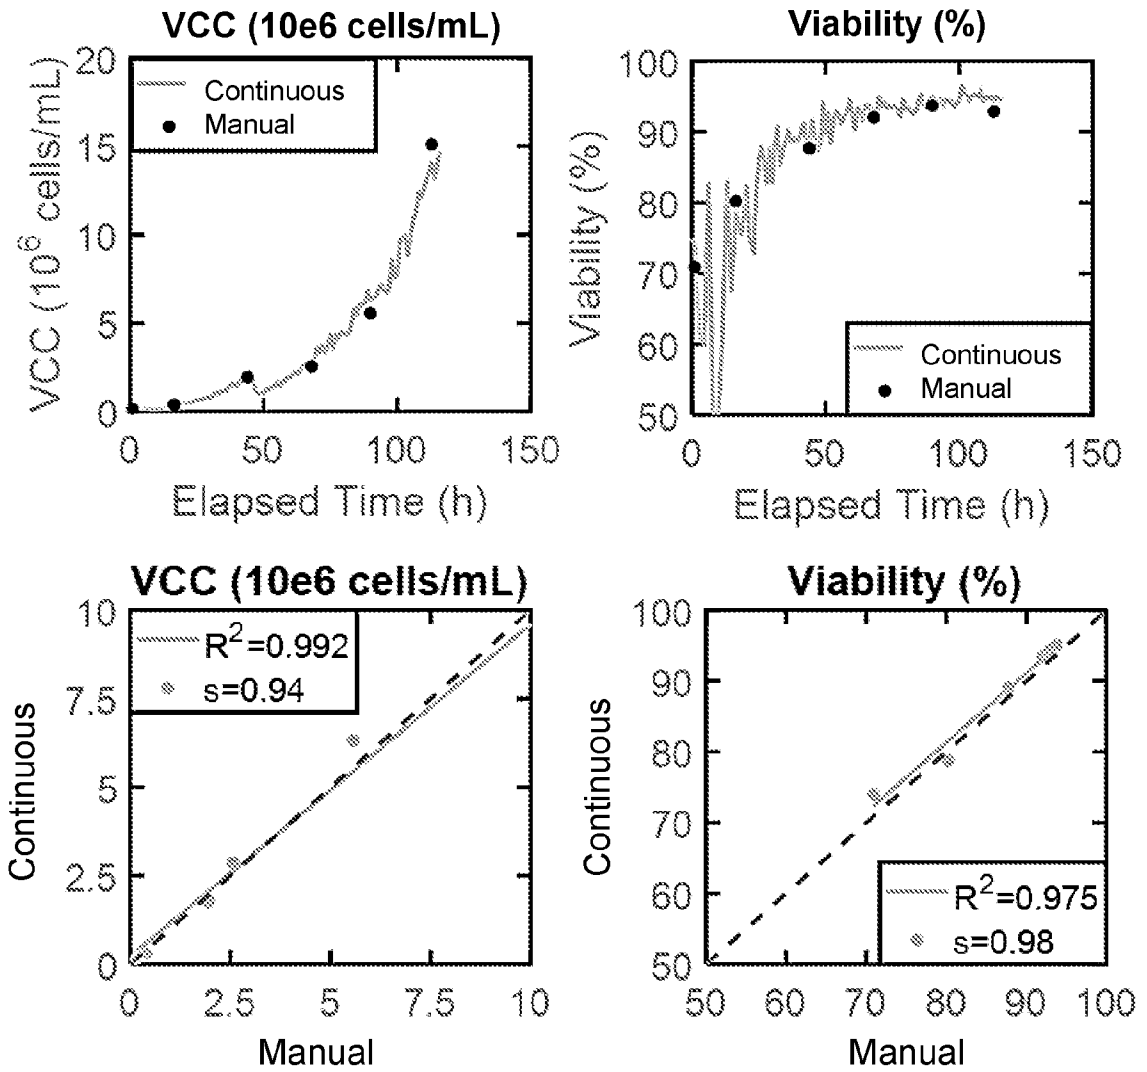 VCC (10e6 cells/mL)
VCC (10⁶ cells/mL)
20
15
10
5
0
Continuous
Manual
0
50
100
150
Elapsed Time (h)
Viability (%)
Viability (%)
100
90
80
70
60
50
Continuous
Manual
0
50
100
150
Elapsed Time (h)
VCC (10e6 cells/mL)
Continuous
10
7.5
5
2.5
0
R²=0.992
s=0.94
0
2.5
5
7.5
10
Manual
Viability (%)
Continuous
100
90
80
70
60
50
R²=0.975
s=0.98
50
60
70
80
90
100
Manual